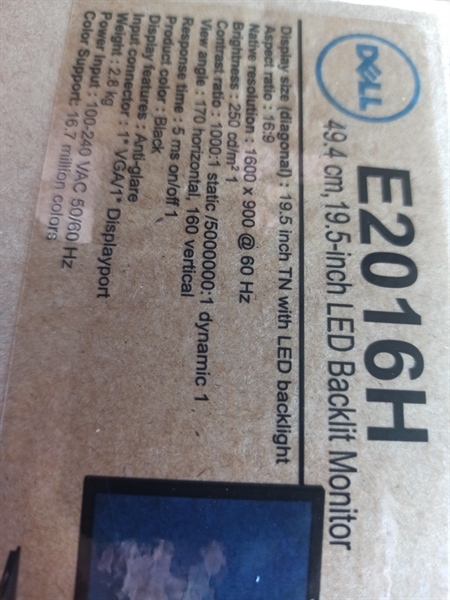 DELL
E2016H
49.4 cm, 19.5-inch LED Backlit Monitor
Display size (diagonal) : 19.5 inch TN with LED backlight
Aspect ratio : 16:9
Native resolution : 1600 x 900 @ 60 Hz
Brightness : 250 cd/m² 1
Contrast ratio : 1000:1 static /5000000:1 dynamic 1
View angle : 170 horizontal, 160 vertical
Response time : 5 ms on/off 1
Product color : Black
Display features : Anti-glare
Input connector : 1* VGA/1* Displayport
Weight : 2.8 kg
Power Input : 100-240 VAC 50/60 Hz
Color Support: 16.7 million colors